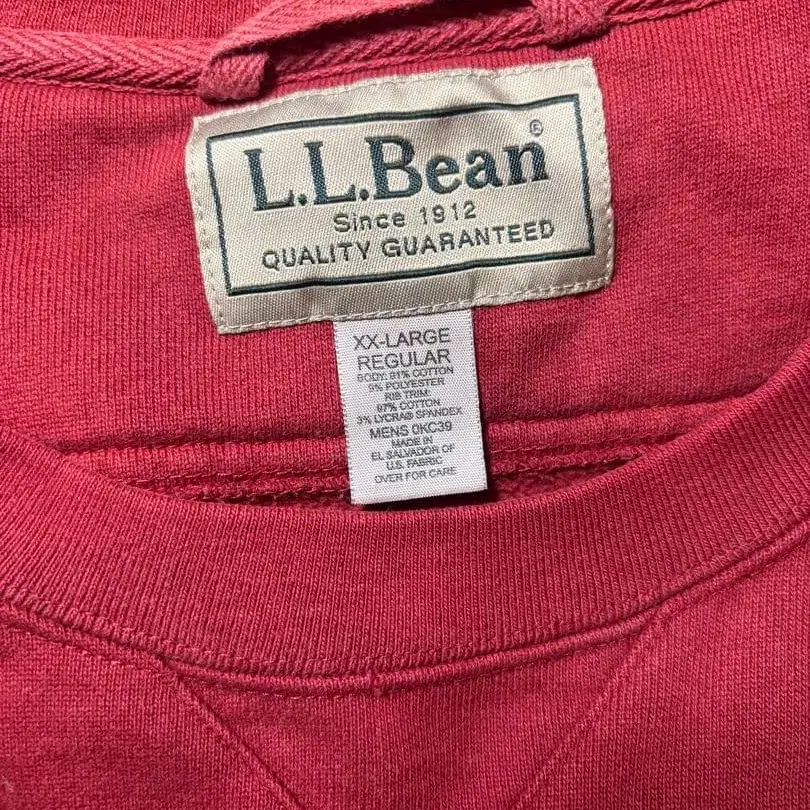 L.L.Bean®
Since 1912
QUALITY GUARANTEED
XX-LARGE
REGULAR
BODY: 91% COTTON
9% POLYESTER
RIB TRIM:
97% COTTON
3% LYCRA® SPANDEX
MENS 0KC39
MADE IN
EL SALVADOR OF
U.S. FABRIC
OVER FOR CARE